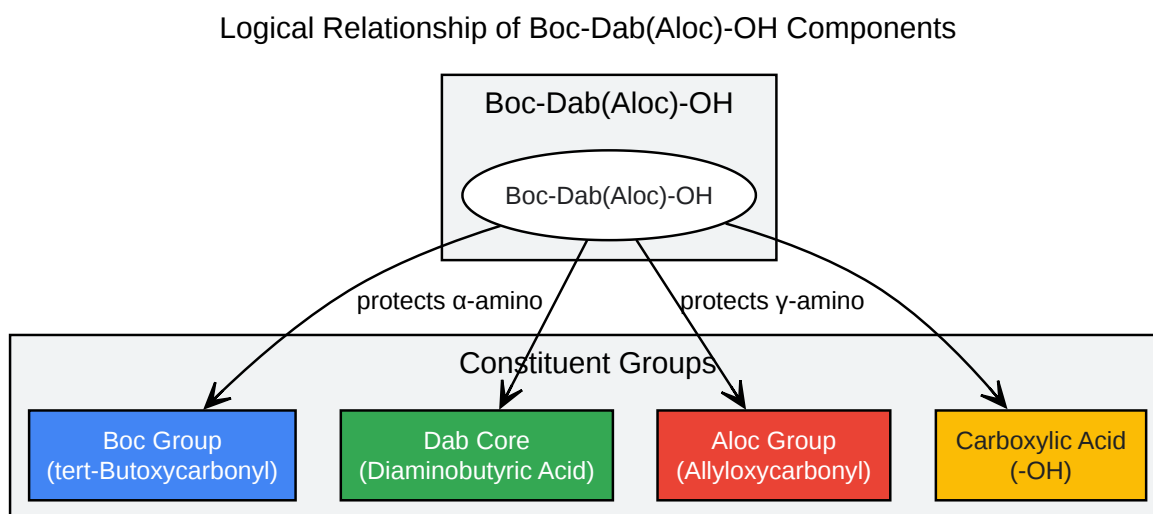 Logical Relationship of Boc-Dab(Aloc)-OH Components
Boc-Dab(Aloc)-OH
Boc-Dab(Aloc)-OH
protects α-amino
protects γ-amino
Constituent Groups
Boc Group
(tert-Butoxycarbonyl)
Dab Core
(Diaminobutyric Acid)
Aloc Group
(Allyloxycarbonyl)
Carboxylic Acid
(-OH)